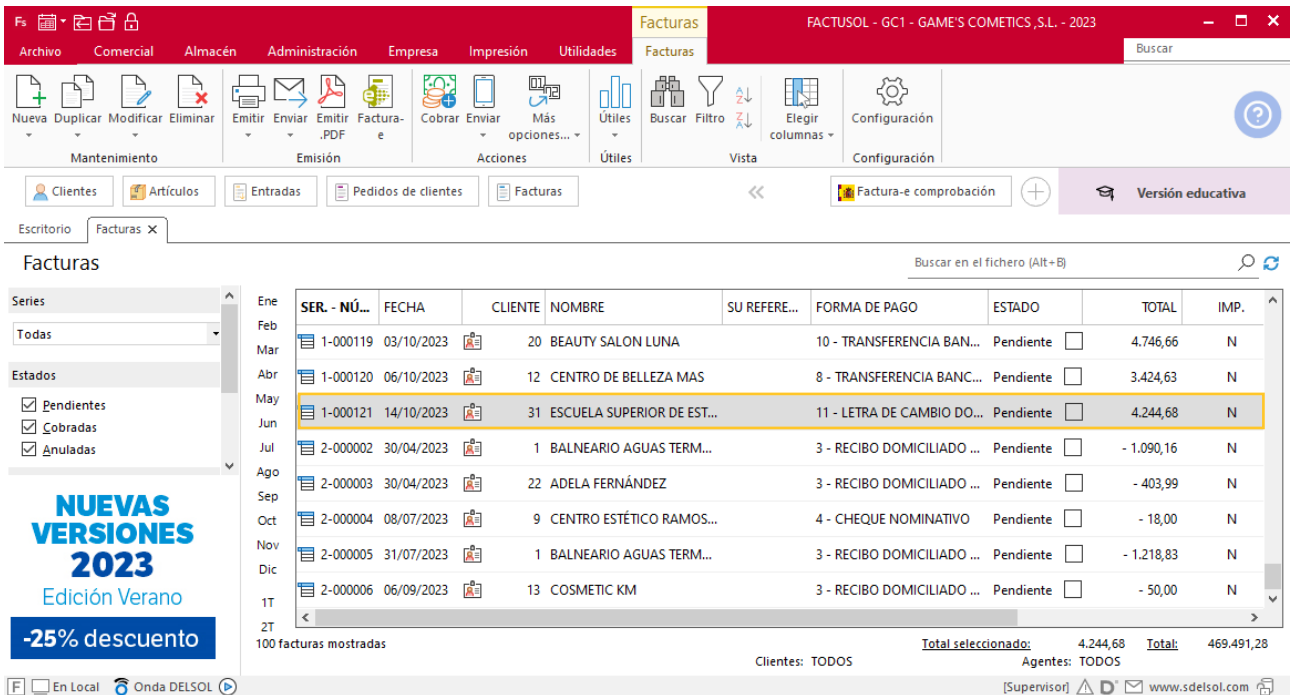 Fs Facturas FACTUSOL - GC1 - GAME'S COMETICS ,S.L. - 2023
Archivo Comercial Almacén Administración Empresa Impresión Utilidades Facturas Buscar
Nueva Duplicar Modificar Eliminar Emitir Enviar Emitir .PDF Factura-e Cobrar Enviar Más opciones... Útiles Buscar Filtro Elegir columnas Configuración
Mantenimiento Emisión Acciones Útiles Vista Configuración
Clientes Artículos Entradas Pedidos de clientes Facturas Factura-e comprobación Versión educativa
Escritorio Facturas
Facturas Buscar en el fichero (Alt+B)
Series
Todas
Estados
Pendientes
Cobradas
Anuladas
NUEVAS
VERSIONES
2023
Edición Verano
-25% descuento
Ene
Feb
Mar
Abr
May
Jun
Jul
Ago
Sep
Oct
Nov
Dic
1T
2T
SER. - NÚ... FECHA CLIENTE NOMBRE SU REFERE... FORMA DE PAGO ESTADO TOTAL IMP.
1-000119 03/10/2023 20 BEAUTY SALON LUNA 10 - TRANSFERENCIA BAN... Pendiente 4.746,66 N
1-000120 06/10/2023 12 CENTRO DE BELLEZA MAS 8 - TRANSFERENCIA BANC... Pendiente 3.424,63 N
1-000121 14/10/2023 31 ESCUELA SUPERIOR DE EST... 11 - LETRA DE CAMBIO DO... Pendiente 4.244,68 N
2-000002 30/04/2023 1 BALNEARIO AGUAS TERM... 3 - RECIBO DOMICILIADO ... Pendiente - 1.090,16 N
2-000003 30/04/2023 22 ADELA FERNÁNDEZ 3 - RECIBO DOMICILIADO ... Pendiente - 403,99 N
2-000004 08/07/2023 9 CENTRO ESTÉTICO RAMOS... 4 - CHEQUE NOMINATIVO Pendiente - 18,00 N
2-000005 31/07/2023 1 BALNEARIO AGUAS TERM... 3 - RECIBO DOMICILIADO ... Pendiente - 1.218,83 N
2-000006 06/09/2023 13 COSMETIC KM 3 - RECIBO DOMICILIADO ... Pendiente - 50,00 N
100 facturas mostradas Total seleccionado: 4.244,68 Total: 469.491,28
Clientes: TODOS Agentes: TODOS
F En Local Onda DELSOL [Supervisor] D www.sdelsol.com